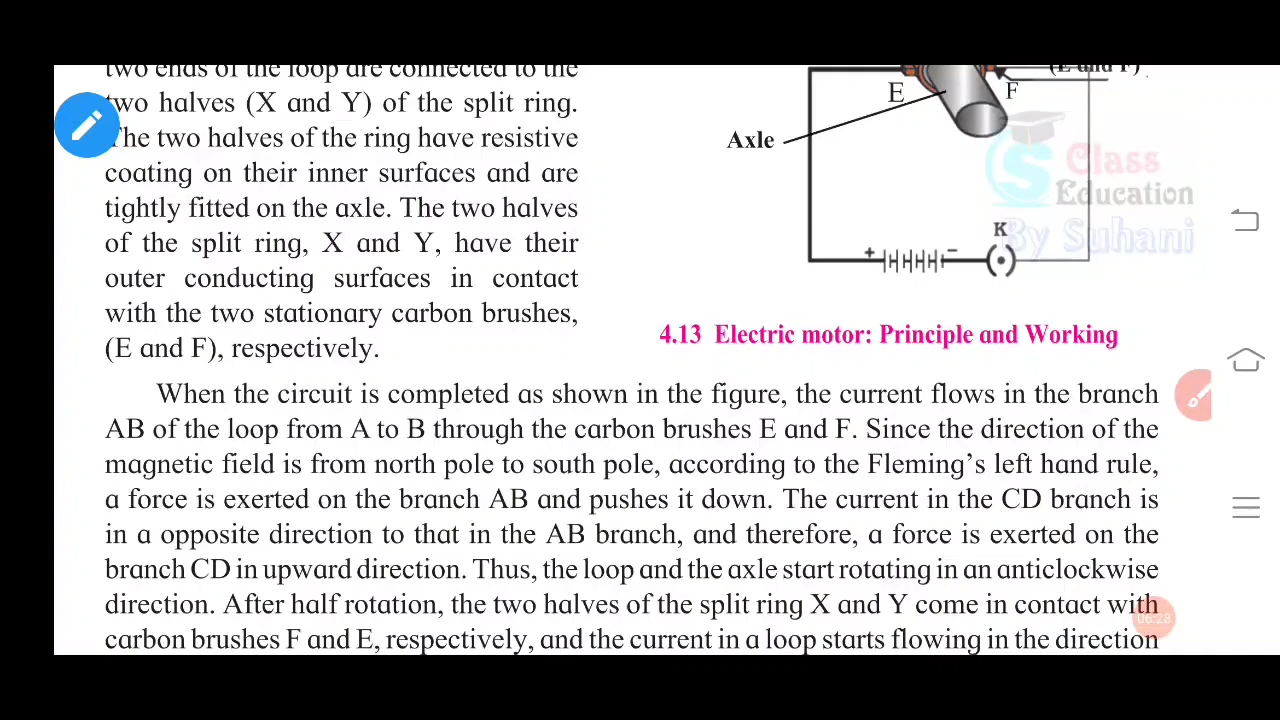 two ends of the loop are connected to the
two halves (X and Y) of the split ring.
The two halves of the ring have resistive
coating on their inner surfaces and are
tightly fitted on the axle. The two halves
of the split ring, X and Y, have their
outer conducting surfaces in contact
with the two stationary carbon brushes,
(E and F), respectively.
(E and F)
E
F
Axle
S Class
Education
By Suhani
K
+
−
4.13 Electric motor: Principle and Working
When the circuit is completed as shown in the figure, the current flows in the branch
AB of the loop from A to B through the carbon brushes E and F. Since the direction of the
magnetic field is from north pole to south pole, according to the Fleming’s left hand rule,
a force is exerted on the branch AB and pushes it down. The current in the CD branch is
in a opposite direction to that in the AB branch, and therefore, a force is exerted on the
branch CD in upward direction. Thus, the loop and the axle start rotating in an anticlockwise
direction. After half rotation, the two halves of the split ring X and Y come in contact with
carbon brushes F and E, respectively, and the current in a loop starts flowing in the direction
06:28